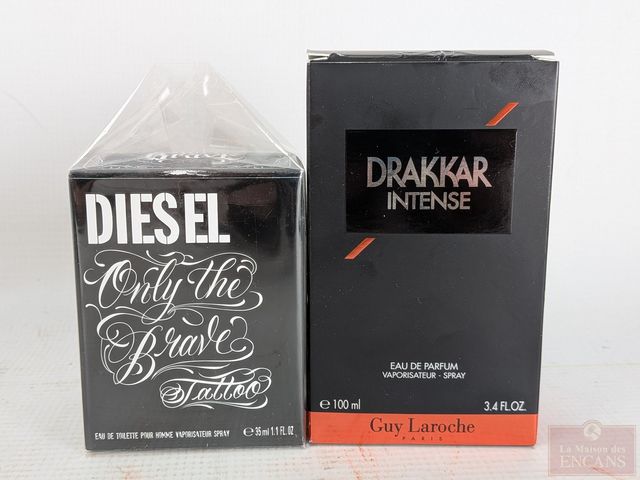 DIESEL
Only the
Brave
Tattoo
EAU DE TOILETTE POUR HOMME VAPORISATEUR SPRAY
℮ 35 ml 1.1 FL. OZ
DRAKKAR
INTENSE
EAU DE PARFUM
VAPORISATEUR - SPRAY
℮ 100 ml
3.4 FL.OZ.
Guy Laroche
PARIS
La Maison des
ENCANS